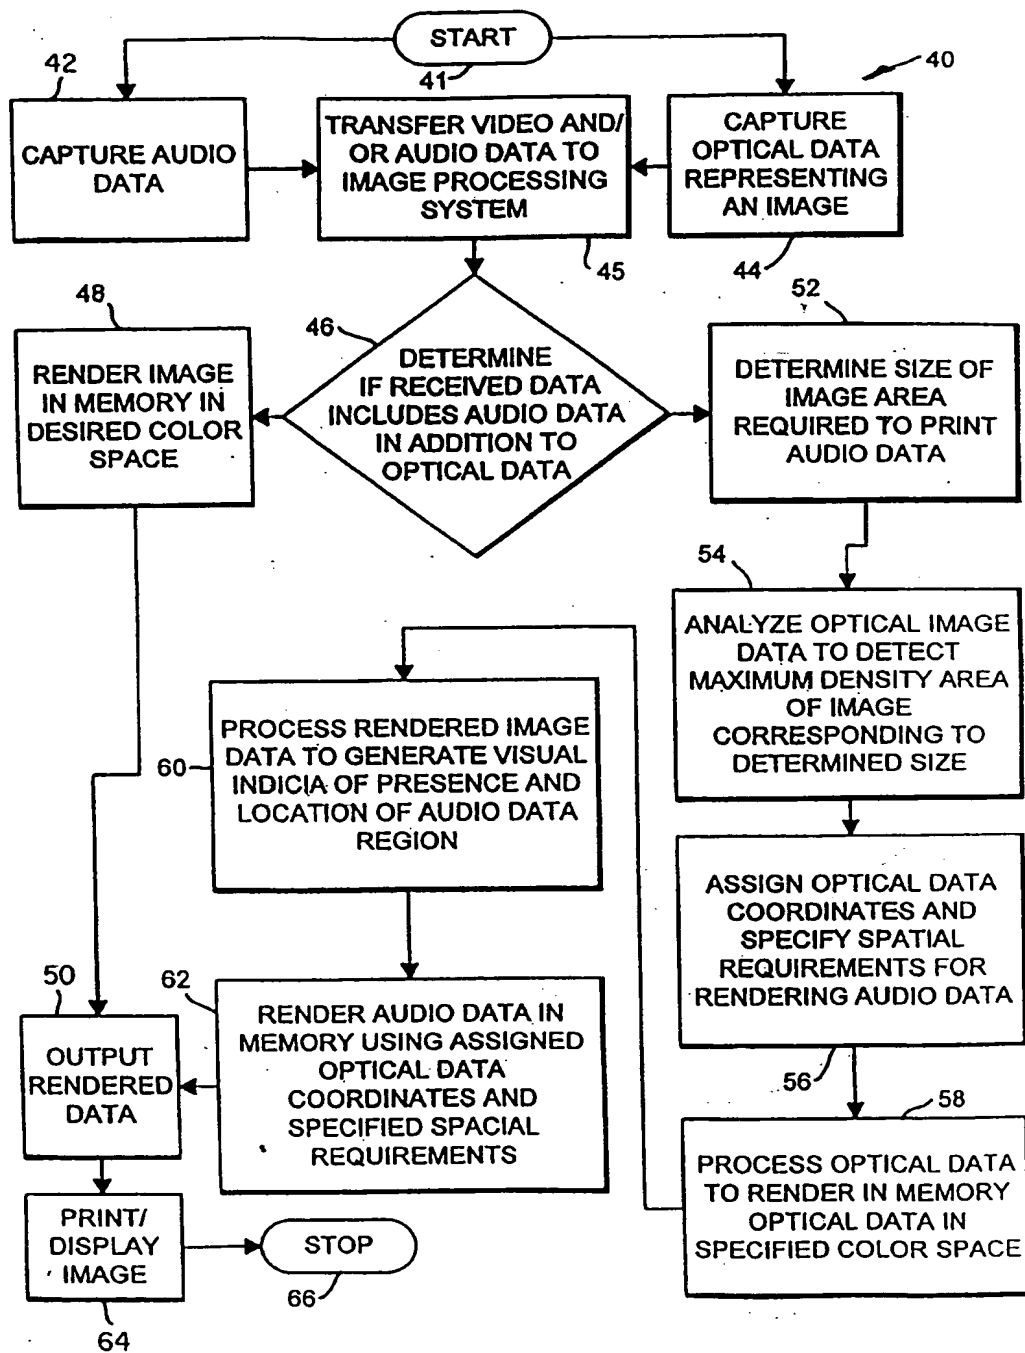 START
41
42
40
CAPTURE AUDIO
DATA
TRANSFER VIDEO AND/
OR AUDIO DATA TO
IMAGE PROCESSING
SYSTEM
45
CAPTURE
OPTICAL DATA
REPRESENTING
AN IMAGE
44
48
RENDER IMAGE
IN MEMORY IN
DESIRED COLOR
SPACE
46
DETERMINE
IF RECEIVED DATA
INCLUDES AUDIO DATA
IN ADDITION TO
OPTICAL DATA
52
DETERMINE SIZE OF
IMAGE AREA
REQUIRED TO PRINT
AUDIO DATA
54
ANALYZE OPTICAL IMAGE
DATA TO DETECT
MAXIMUM DENSITY AREA
OF IMAGE
CORRESPONDING TO
DETERMINED SIZE
ASSIGN OPTICAL DATA
COORDINATES AND
SPECIFY SPATIAL
REQUIREMENTS FOR
RENDERING AUDIO DATA
56
58
PROCESS OPTICAL DATA
TO RENDER IN MEMORY
OPTICAL DATA IN
SPECIFIED COLOR SPACE
60
PROCESS RENDERED IMAGE
DATA TO GENERATE VISUAL
INDICIA OF PRESENCE AND
LOCATION OF AUDIO DATA
REGION
62
RENDER AUDIO DATA IN
MEMORY USING ASSIGNED
OPTICAL DATA
COORDINATES AND
SPECIFIED SPACIAL
REQUIREMENTS
50
OUTPUT
RENDERED
DATA
PRINT/
DISPLAY
IMAGE
64
STOP
66